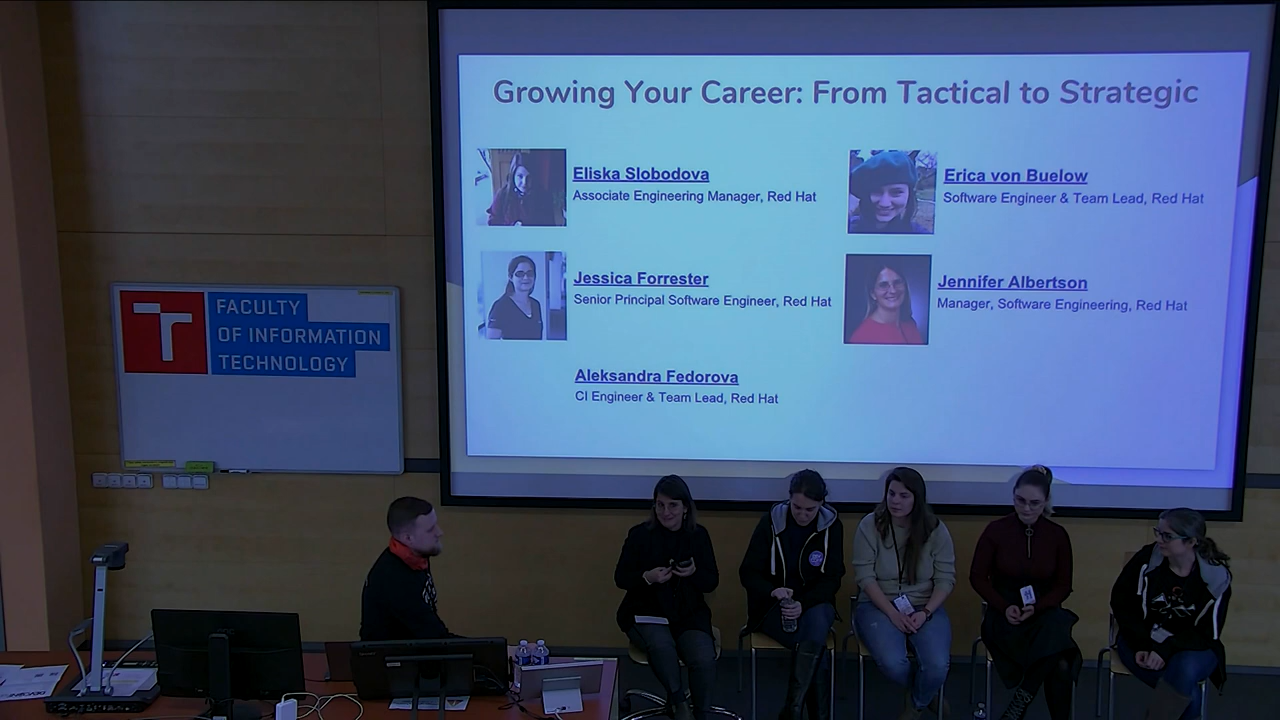 Growing Your Career: From Tactical to Strategic
Eliska Slobodova
Associate Engineering Manager, Red Hat
Erica von Buelow
Software Engineer & Team Lead, Red Hat
Jessica Forrester
Senior Principal Software Engineer, Red Hat
Jennifer Albertson
Manager, Software Engineering, Red Hat
Aleksandra Fedorova
CI Engineer & Team Lead, Red Hat
FACULTY
OF INFORMATION
TECHNOLOGY